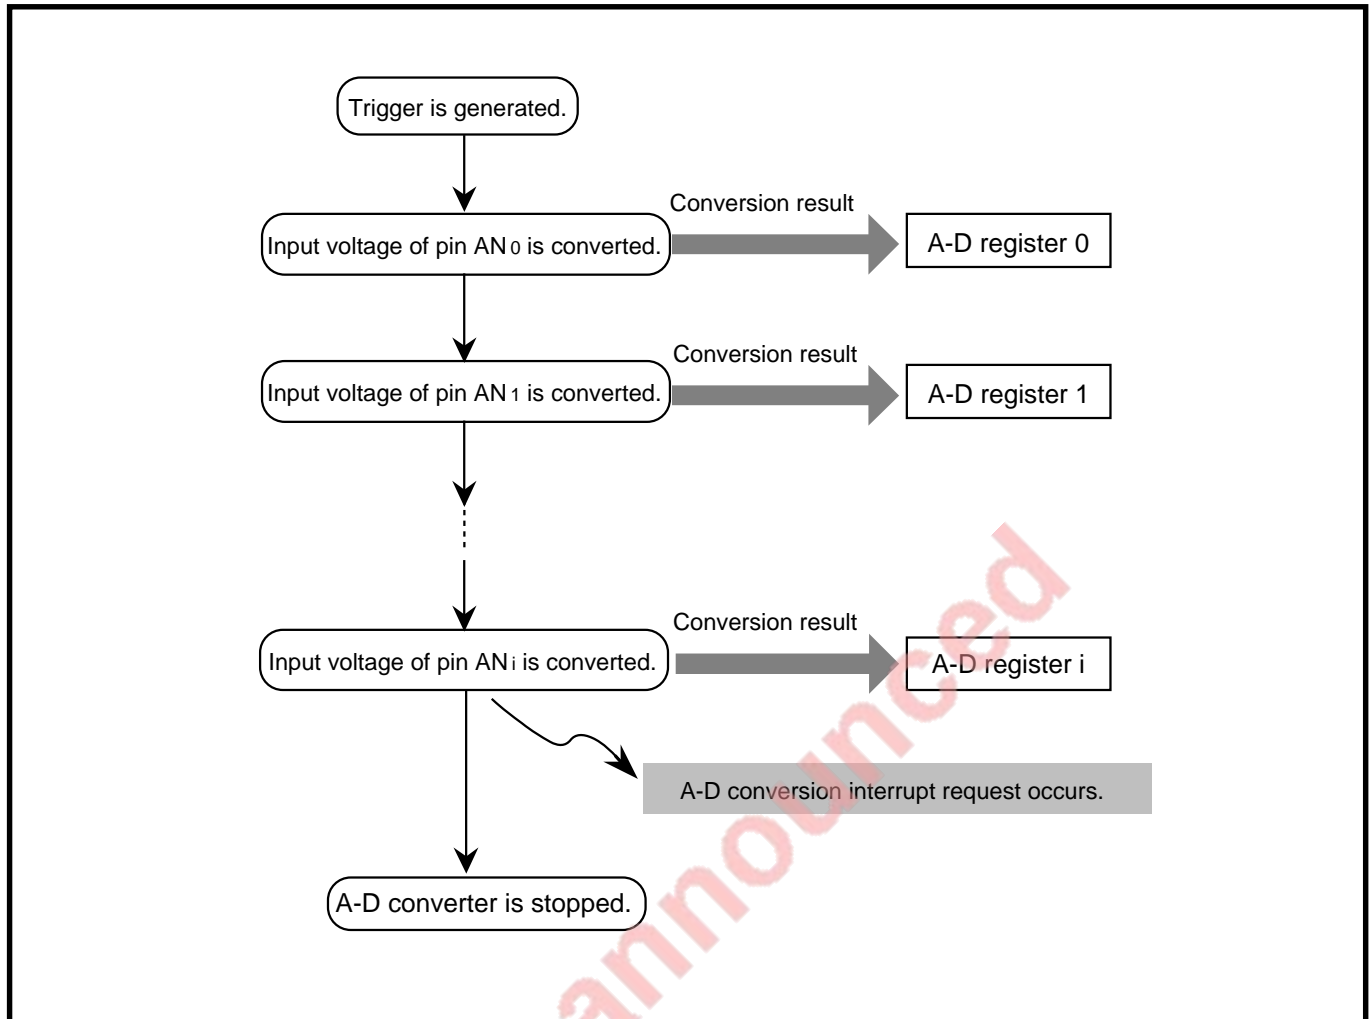 Trigger is generated.
Conversion result
Input voltage of pin AN0 is converted.
A-D register 0
Conversion result
Input voltage of pin AN1 is converted.
A-D register 1
Conversion result
Input voltage of pin ANi is converted.
A-D register i
A-D conversion interrupt request occurs.
A-D converter is stopped.
announced